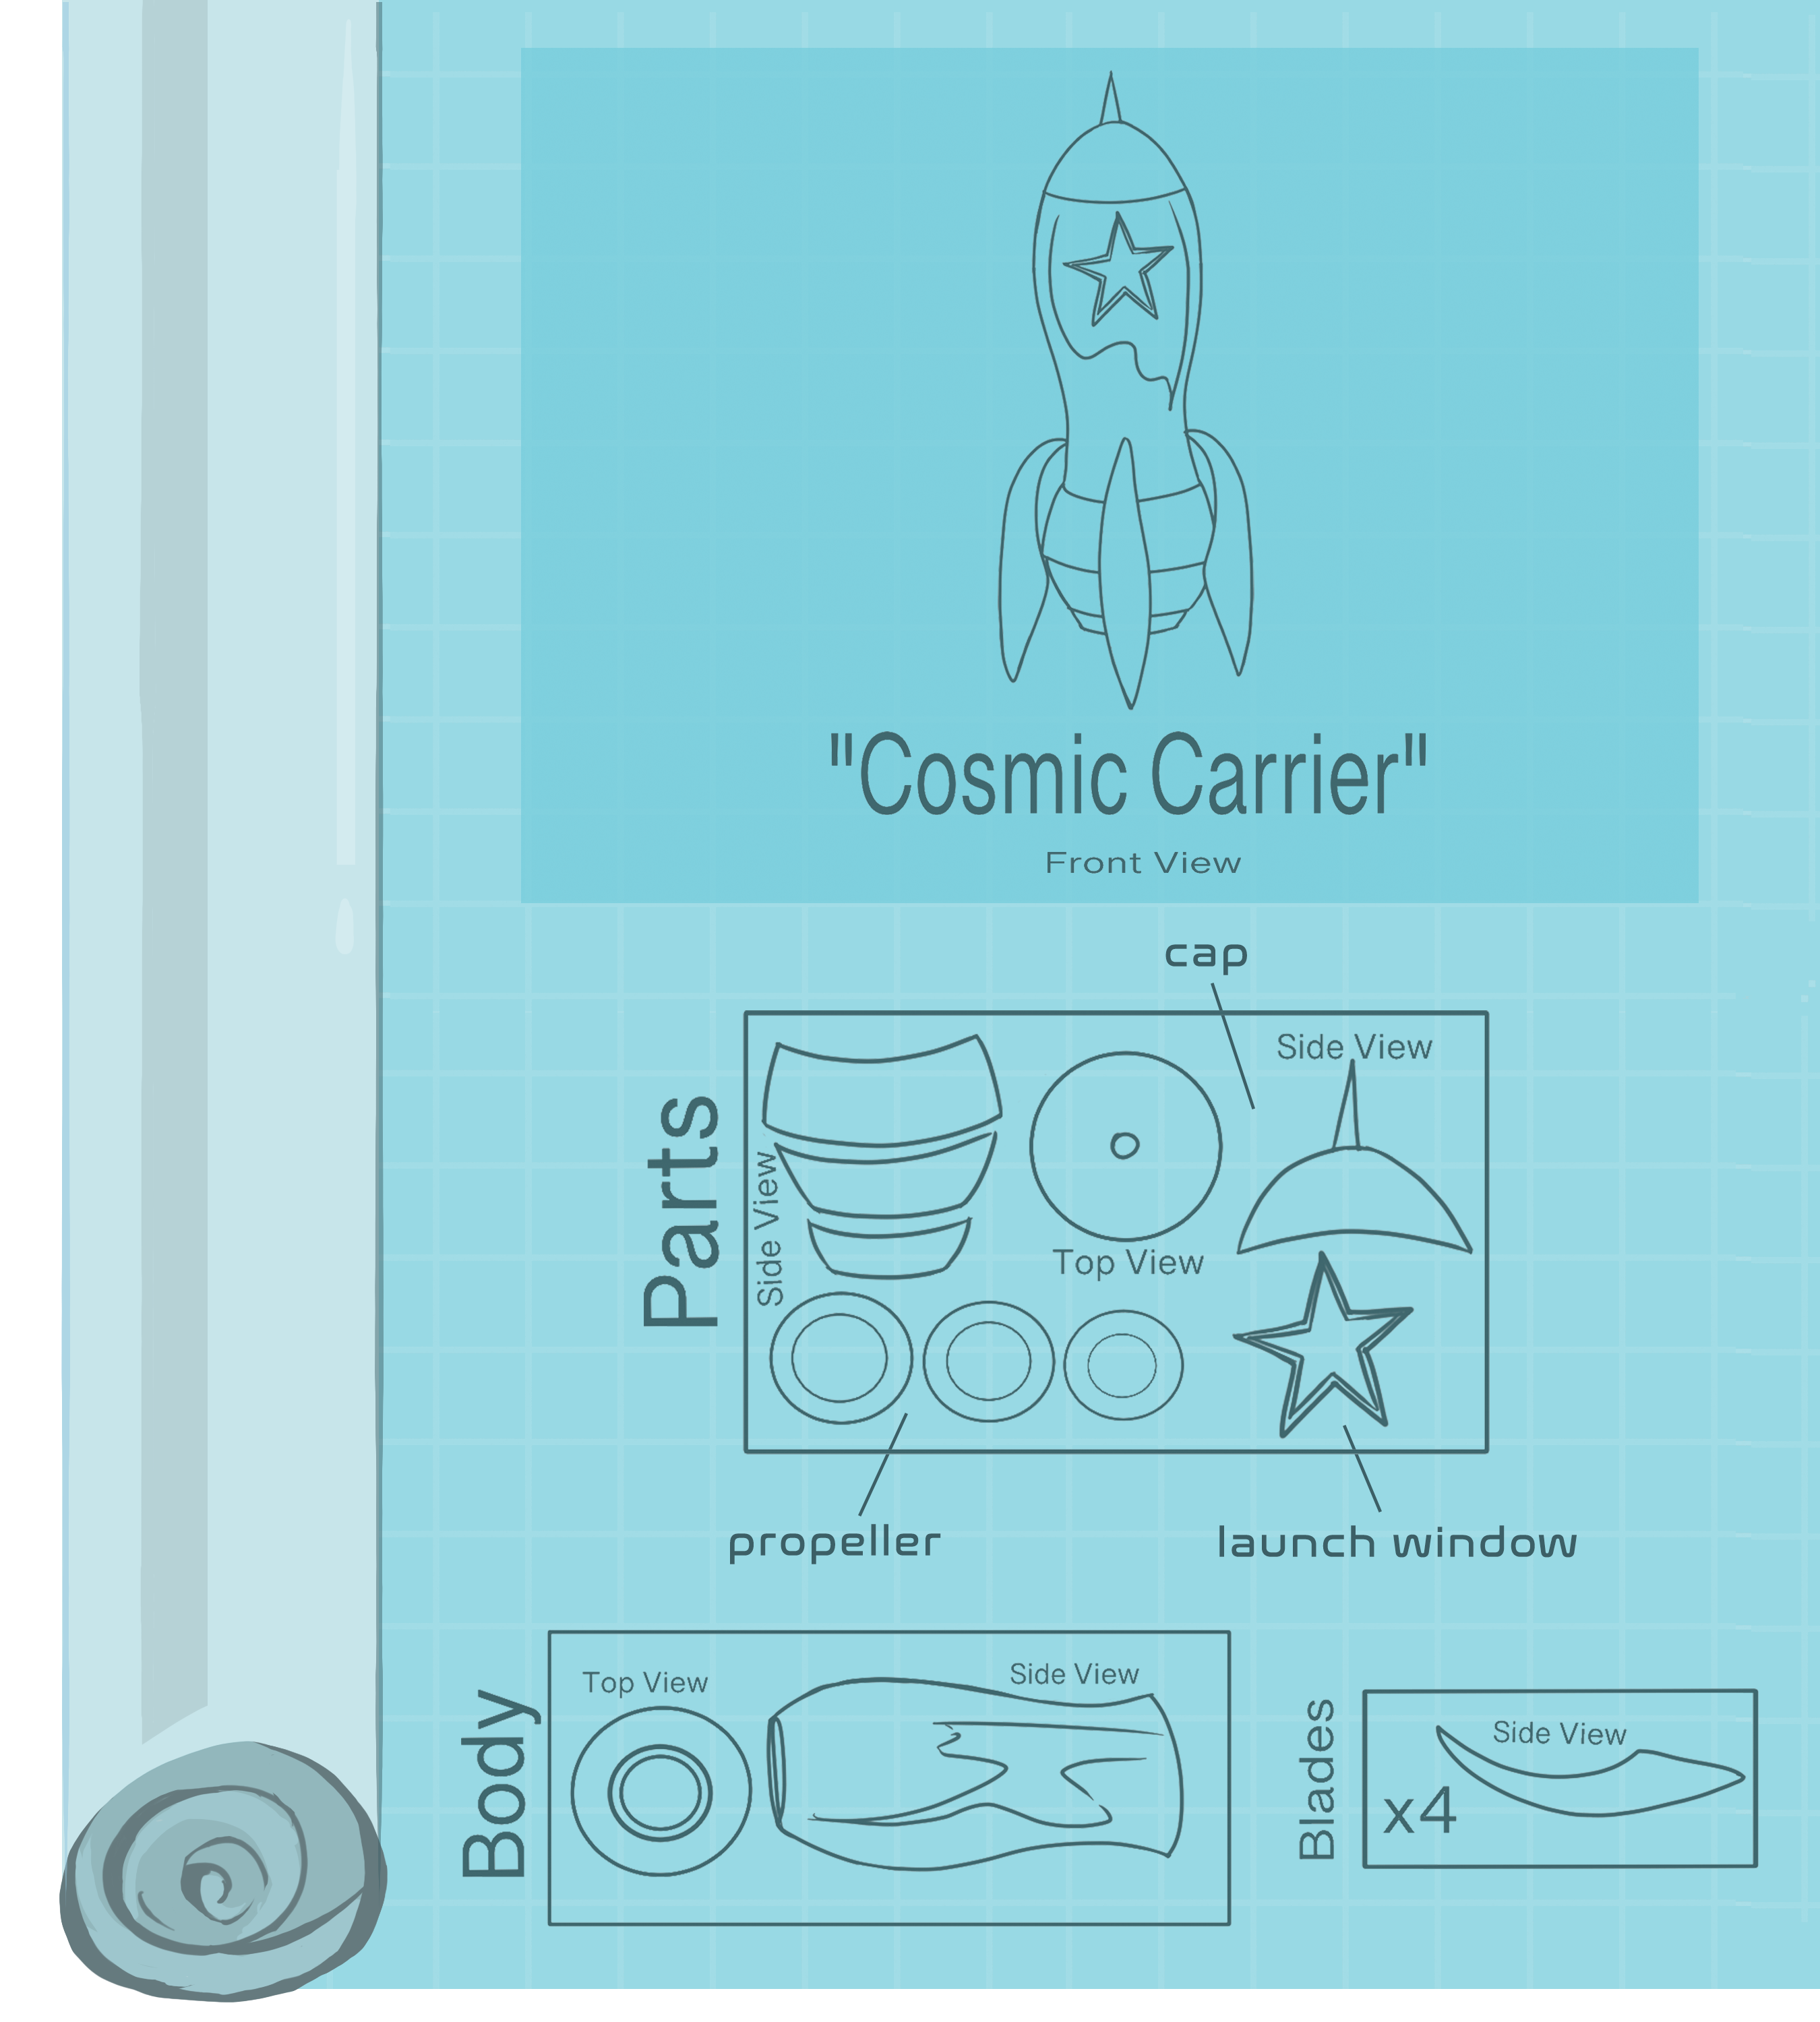 "Cosmic Carrier"
Front View
cap
Parts
Side View
Side View
Top View
propeller
launch window
Body
Top View
Side View
Blades
Side View
x4